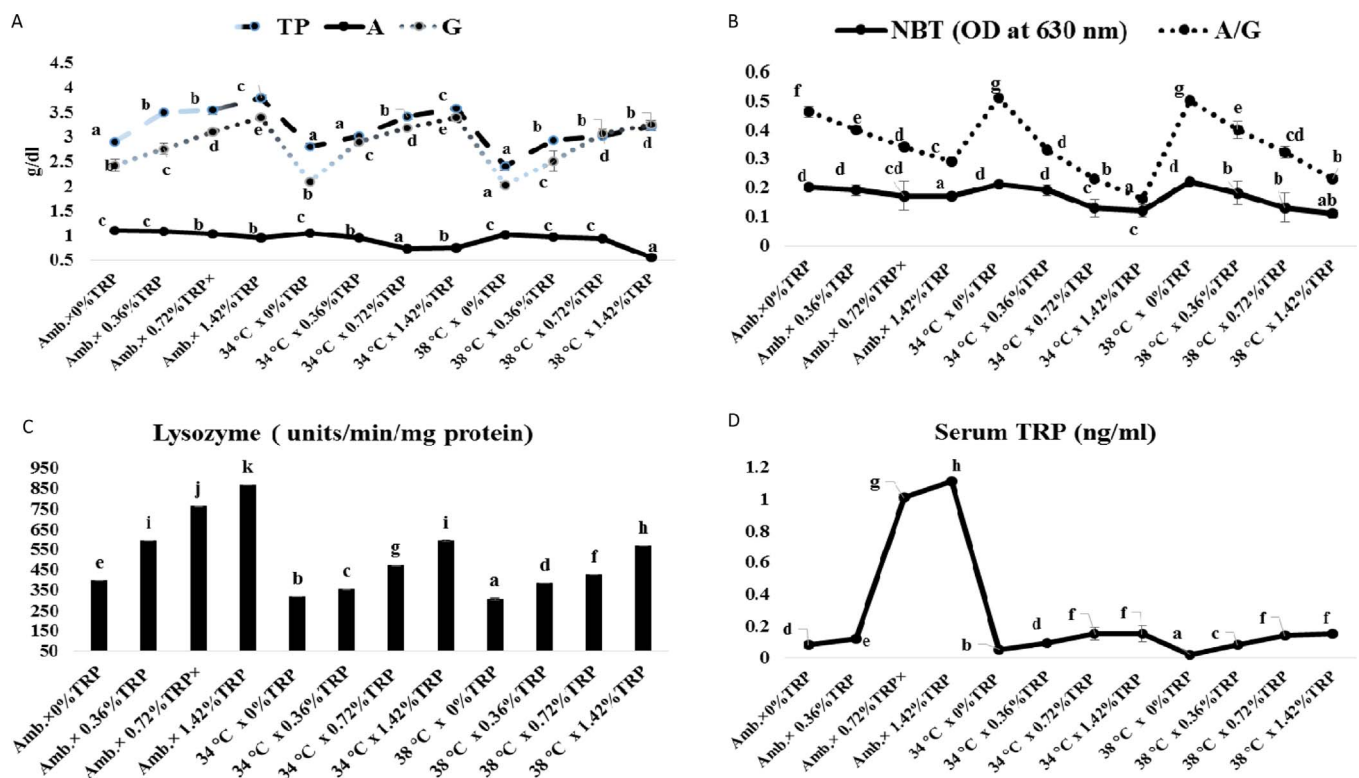 A
TP A G
4.5
4
3.5
3
2.5
2
1.5
1
0.5
g/dl
a b b c a a b c a b b b
b c d e b c d e a c d d
c c b b c b a b c b b a
Amb.×0%TRP
Amb.× 0.36%TRP
Amb.× 0.72%TRP×
Amb.× 1.42%TRP
34 °C x 0%TRP
34 °C x 0.36%TRP
34 °C x 0.72%TRP
34 °C x 1.42%TRP
38 °C x 0%TRP
38 °C x 0.36%TRP
38 °C x 0.72%TRP
38 °C x 1.42%TRP
B
NBT (OD at 630 nm) A/G
0.6
0.5
0.4
0.3
0.2
0.1
0
f e d c g d b a g e cd b
d d cd a d d c c d b b ab
Amb.×0%TRP
Amb.× 0.36%TRP
Amb.× 0.72%TRP×
Amb.× 1.42%TRP
34 °C x 0%TRP
34 °C x 0.36%TRP
34 °C x 0.72%TRP
34 °C x 1.42%TRP
38 °C x 0%TRP
38 °C x 0.36%TRP
38 °C x 0.72%TRP
38 °C x 1.42%TRP
C
Lysozyme ( units/min/mg protein)
950
850
750
650
550
450
350
250
150
50
e i j k b c g i a d f h
Amb.×0%TRP
Amb.× 0.36%TRP
Amb.× 0.72%TRP×
Amb.× 1.42%TRP
34 °C x 0%TRP
34 °C x 0.36%TRP
34 °C x 0.72%TRP
34 °C x 1.42%TRP
38 °C x 0%TRP
38 °C x 0.36%TRP
38 °C x 0.72%TRP
38 °C x 1.42%TRP
D
Serum TRP (ng/ml)
1.2
1
0.8
0.6
0.4
0.2
0
d e g h b d f f a c f f
Amb.×0%TRP
Amb.× 0.36%TRP
Amb.× 0.72%TRP×
Amb.× 1.42%TRP
34 °C x 0%TRP
34 °C x 0.36%TRP
34 °C x 0.72%TRP
34 °C x 1.42%TRP
38 °C x 0%TRP
38 °C x 0.36%TRP
38 °C x 0.72%TRP
38 °C x 1.42%TRP